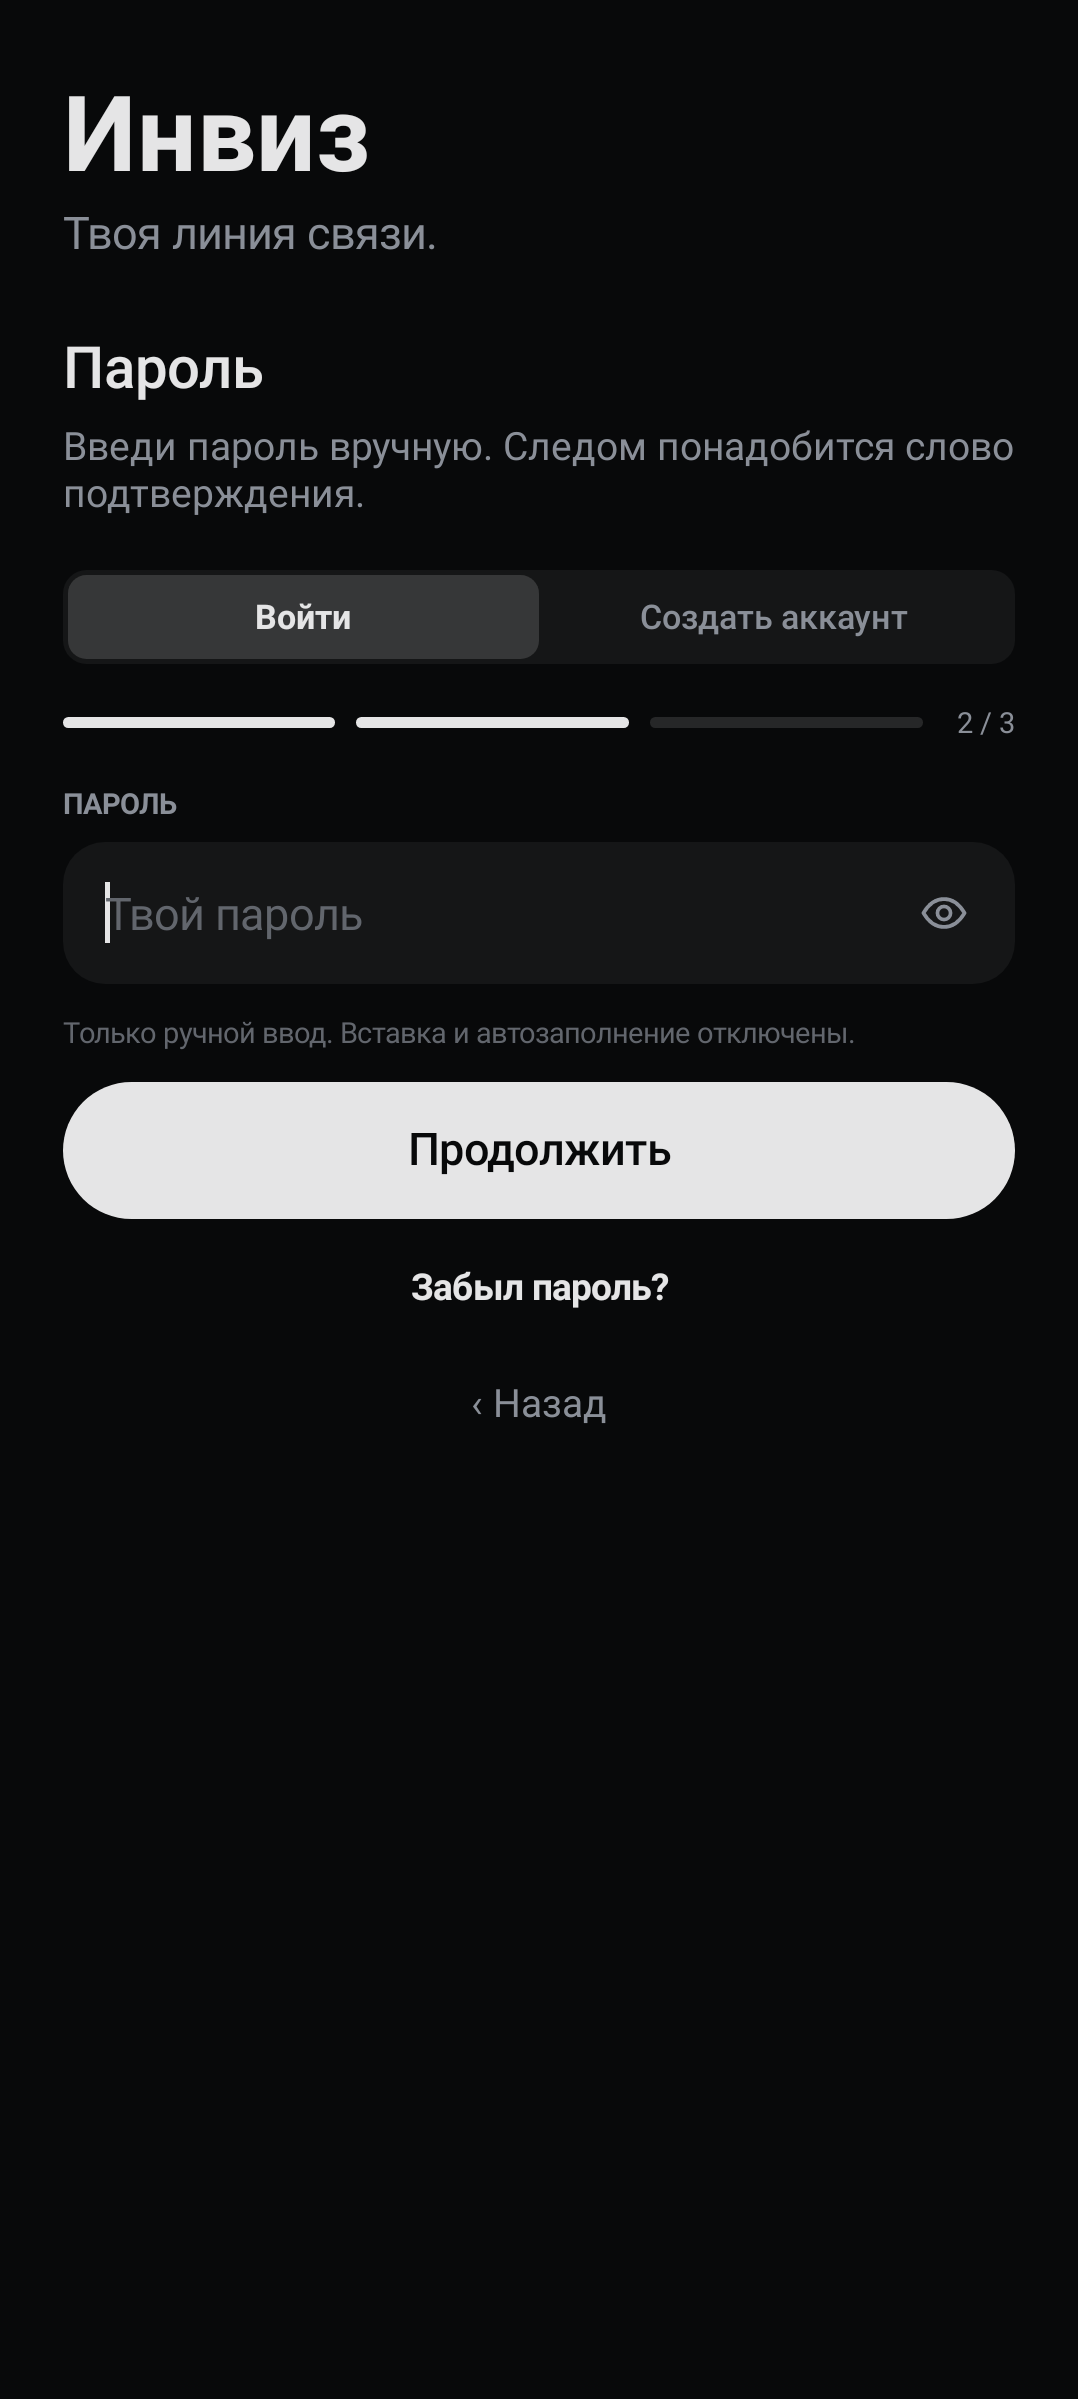 Инвиз
Твоя линия связи.
Пароль
Введи пароль вручную. Следом понадобится слово
подтверждения.
Войти
Создать аккаунт
2 / 3
ПАРОЛЬ
Твой пароль
Только ручной ввод. Вставка и автозаполнение отключены.
Продолжить
Забыл пароль?
‹ Назад